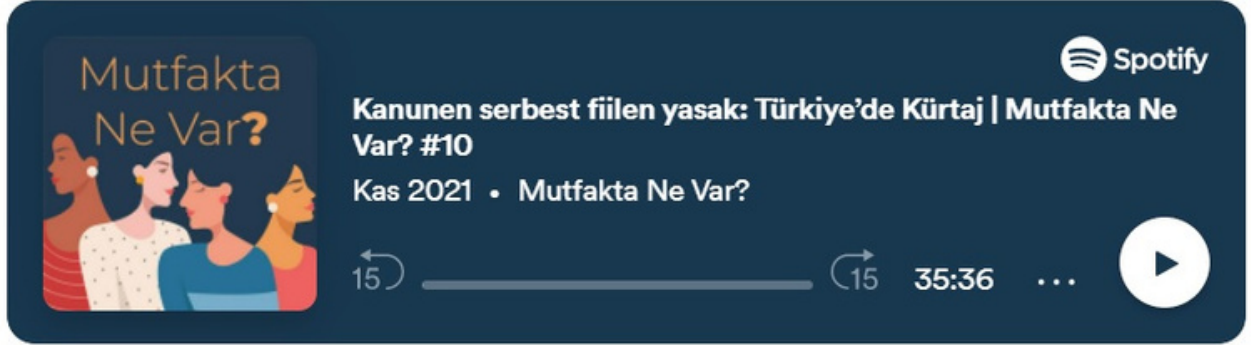 Mutfakta
Ne Var?
Spotify
Kanunen serbest fiilen yasak: Türkiye'de Kürtaj | Mutfakta Ne
Var? #10
Kas 2021 • Mutfakta Ne Var?
15 15 35:36 ...